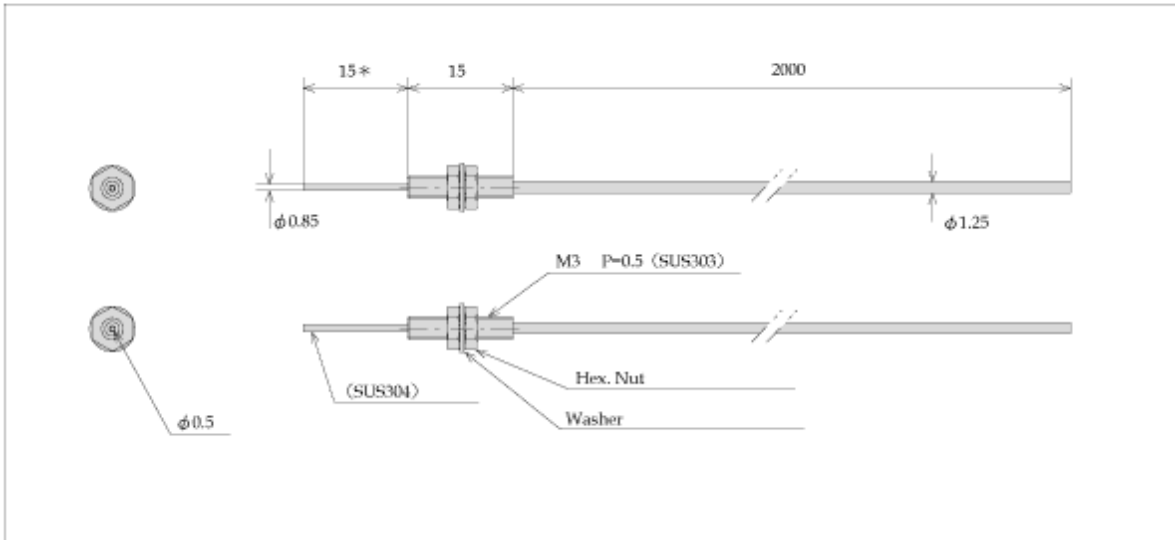 15* 15 2000
φ0.85
φ1.25
M3 P=0.5 (SUS303)
(SUS304)
Hex. Nut
Washer
φ0.5